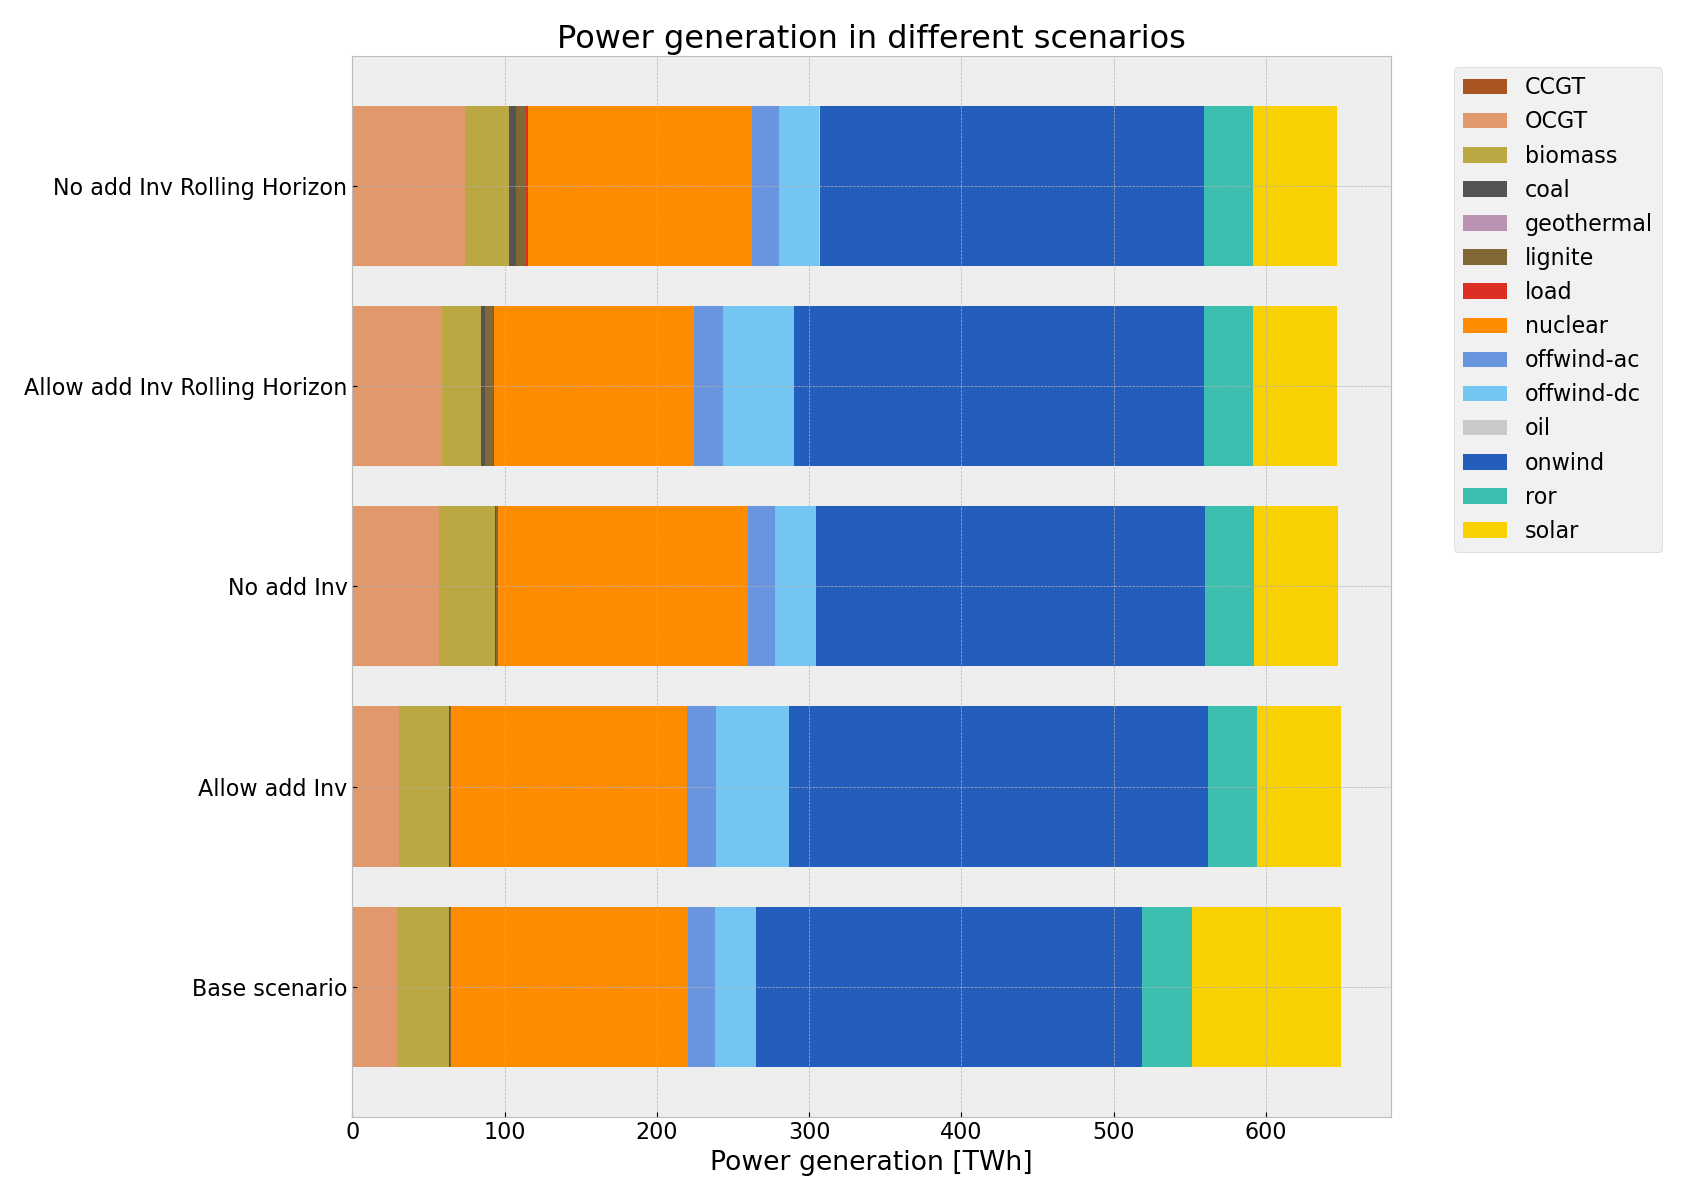 Power generation in different scenarios
No add Inv Rolling Horizon
Allow add Inv Rolling Horizon
No add Inv
Allow add Inv
Base scenario
0 100 200 300 400 500 600
Power generation [TWh]
CCGT
OCGT
biomass
coal
geothermal
lignite
load
nuclear
offwind-ac
offwind-dc
oil
onwind
ror
solar